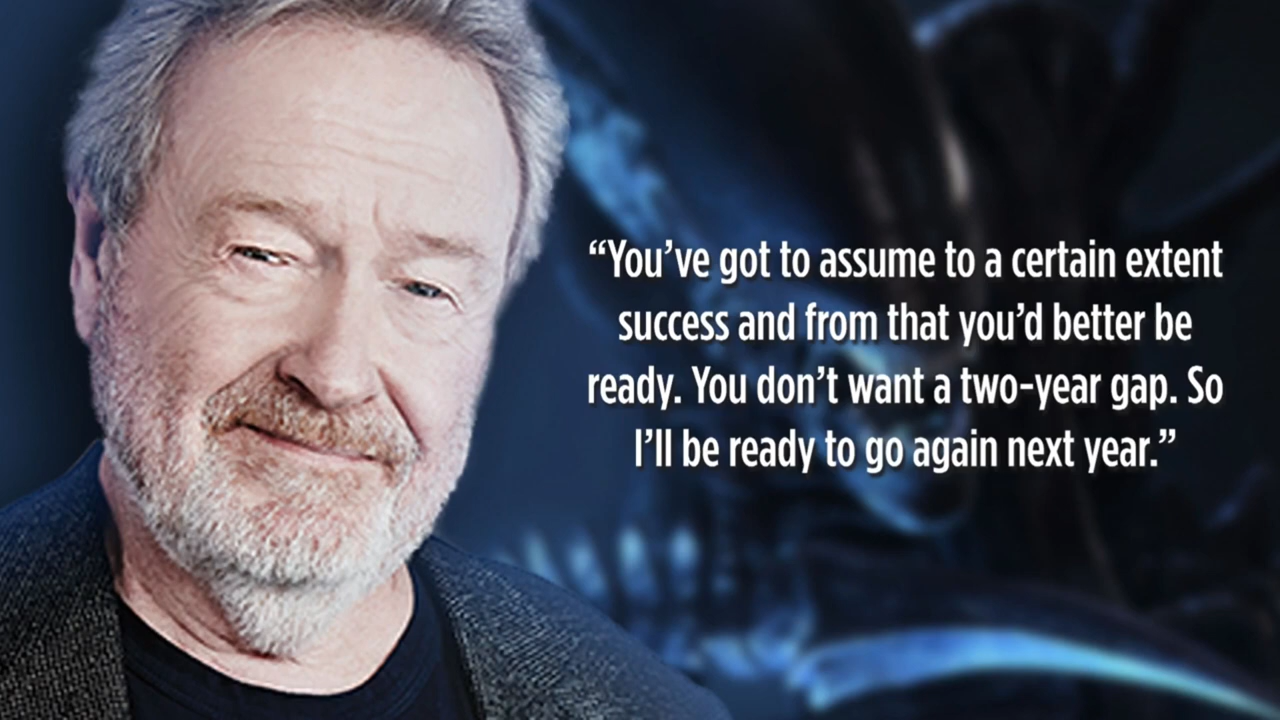 “You’ve got to assume to a certain extent
success and from that you’d better be
ready. You don’t want a two-year gap. So
I’ll be ready to go again next year.”